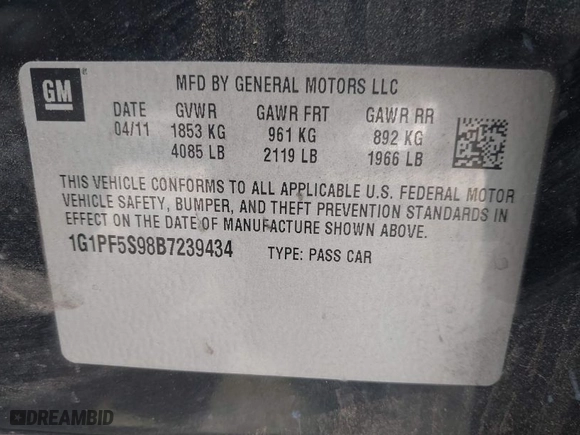 GM
MFD BY GENERAL MOTORS LLC
DATE GVWR GAWR FRT GAWR RR
04/11 1853 KG 961 KG 892 KG
4085 LB 2119 LB 1966 LB
THIS VEHICLE CONFORMS TO ALL APPLICABLE U.S. FEDERAL MOTOR
VEHICLE SAFETY, BUMPER, AND THEFT PREVENTION STANDARDS IN
EFFECT ON THE DATE OF MANUFACTURE SHOWN ABOVE.
1G1PF5S98B7239434 TYPE: PASS CAR
DREAMBID